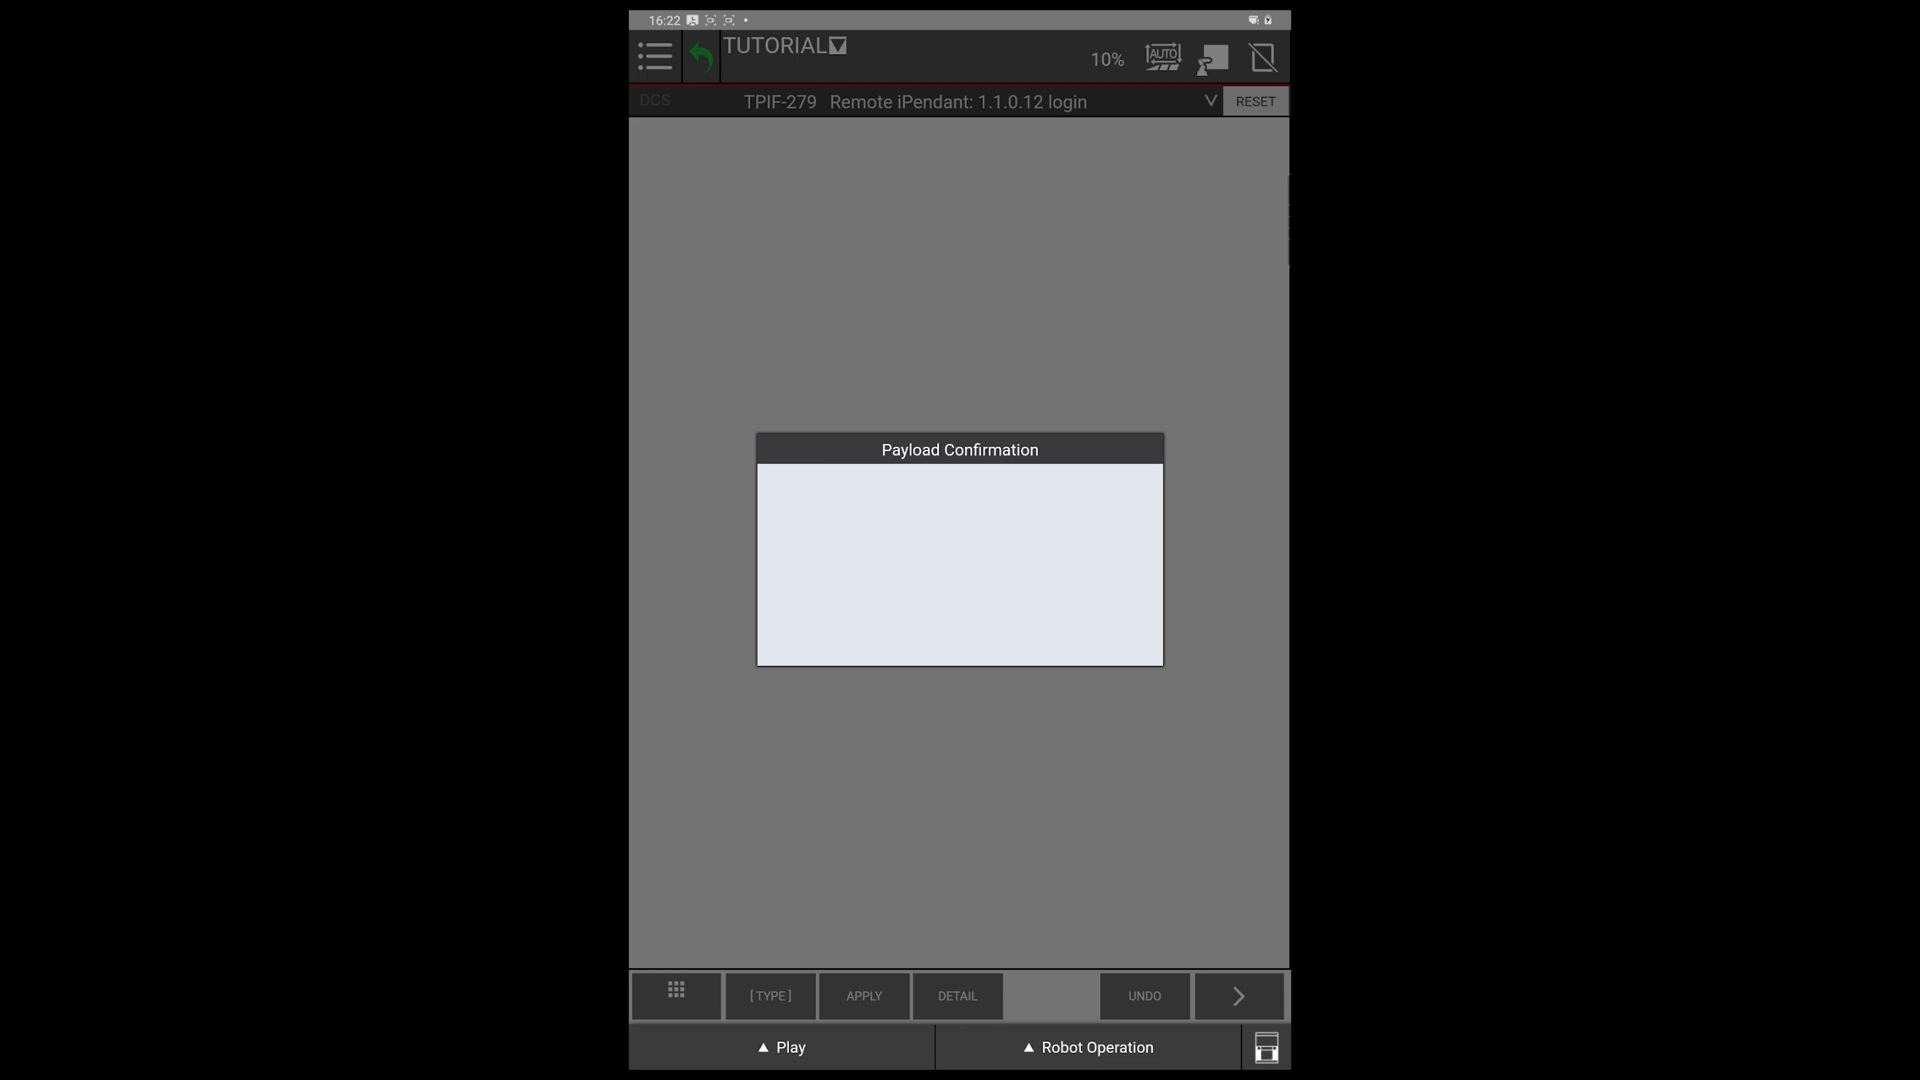 16:22
TUTORIAL
10%
AUTO
DCS
TPIF-279 Remote iPendant: 1.1.0.12 login
RESET
Payload Confirmation
[ TYPE ]
APPLY
DETAIL
UNDO
Play
Robot Operation